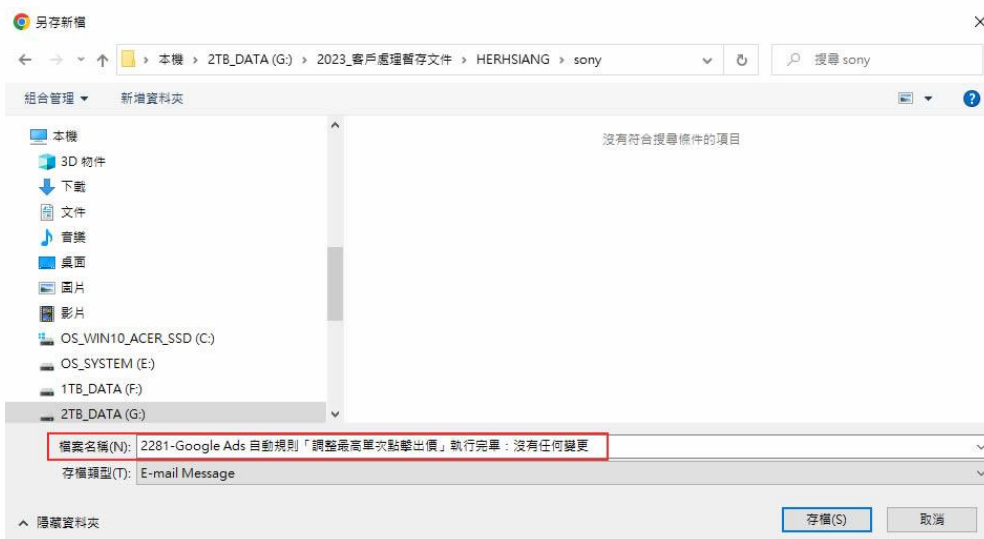 另存新檔
本機 › 2TB_DATA (G:) › 2023_客戶處理暫存文件 › HERHSIANG › sony
搜尋 sony
組合管理 新增資料夾
本機
3D 物件
下載
文件
音樂
桌面
圖片
影片
OS_WIN10_ACER_SSD (C:)
OS_SYSTEM (E:)
1TB_DATA (F:)
2TB_DATA (G:)
沒有符合搜尋條件的項目
檔案名稱(N): 2281-Google Ads 自動規則「調整最高單次點擊出價」執行完畢：沒有任何變更
存檔類型(T): E-mail Message
隱藏資料夾
存檔(S) 取消